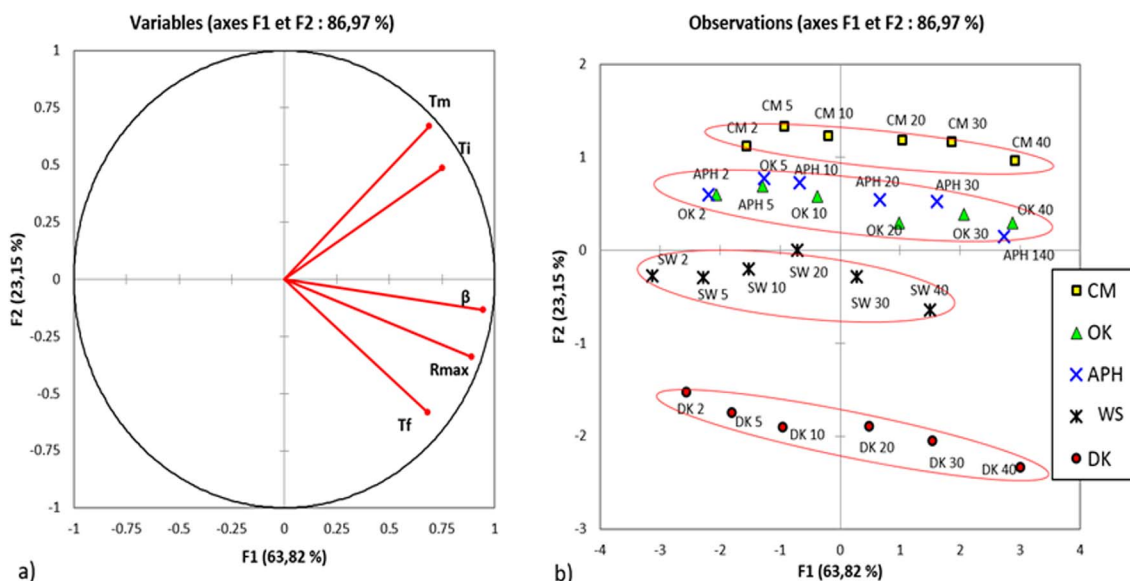 Variables (axes F1 et F2 : 86,97 %)
1
0.75
0.5
0.25
0
-0.25
-0.5
-0.75
-1
F2 (23,15 %)
Tm
Ti
β
Rmax
Tf
-1 -0.75 -0.5 -0.25 0 0.25 0.5 0.75 1
F1 (63,82 %)
a)
Observations (axes F1 et F2 : 86,97 %)
2
1
0
-1
-2
-3
F2 (23,15 %)
CM 2 CM 5 CM 10 CM 20 CM 30 CM 40
APH 2 OK 5 APH 10 APH 20 APH 30 OK 40
OK 2 APH 5 OK 10 OK 20 OK 30 APH 140
SW 2 SW 5 SW 10 SW 20 SW 30 SW 40
DK 2 DK 5 DK 10 DK 20 DK 30 DK 40
-4 -3 -2 -1 0 1 2 3 4
F1 (63,82 %)
b)
CM
OK
APH
WS
DK